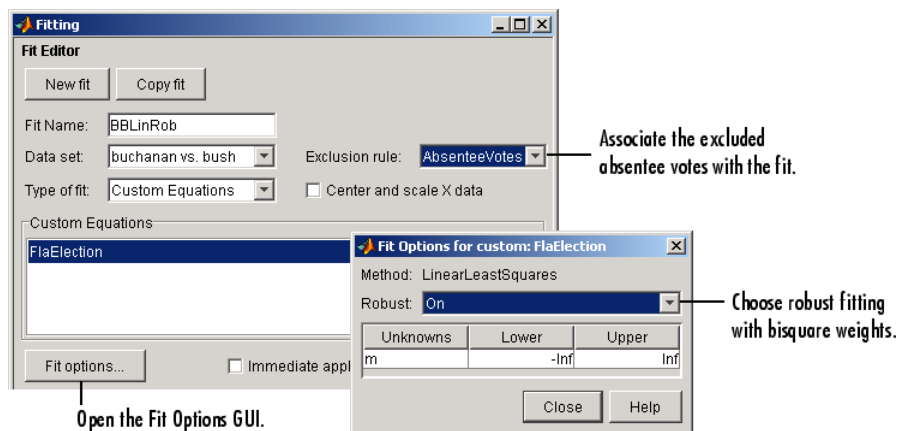 Fitting
Fit Editor
New fit Copy fit
Fit Name: BBLinRob
Data set: buchanan vs. bush Exclusion rule: AbsenteeVotes
Type of fit: Custom Equations Center and scale X data
Custom Equations
FlaElection
Fit options... Immediate appl
Open the Fit Options GUI.
Associate the excluded
absentee votes with the fit.
Fit Options for custom: FlaElection
Method: LinearLeastSquares
Robust: On
Unknowns Lower Upper
m -Inf Inf
Close Help
Choose robust fitting
with bisquare weights.